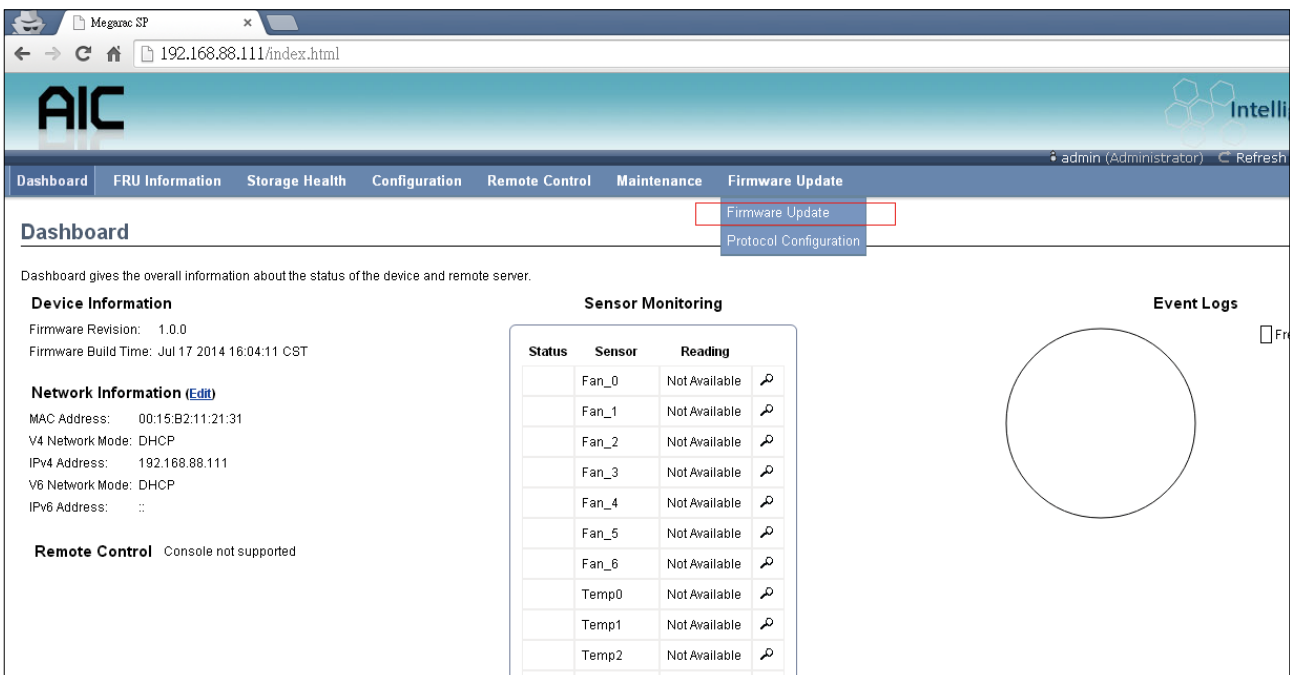 Megarac SP
192.168.88.111/index.html
AIC
Intelli
admin (Administrator) Refresh
Dashboard FRU Information Storage Health Configuration Remote Control Maintenance Firmware Update
Firmware Update
Protocol Configuration
Dashboard
Dashboard gives the overall information about the status of the device and remote server.
Device Information
Firmware Revision: 1.0.0
Firmware Build Time: Jul 17 2014 16:04:11 CST
Network Information (Edit)
MAC Address: 00:15:B2:11:21:31
V4 Network Mode: DHCP
IPv4 Address: 192.168.88.111
V6 Network Mode: DHCP
IPv6 Address: ::
Remote Control Console not supported
Sensor Monitoring
Status Sensor Reading
Fan_0 Not Available
Fan_1 Not Available
Fan_2 Not Available
Fan_3 Not Available
Fan_4 Not Available
Fan_5 Not Available
Fan_6 Not Available
Temp0 Not Available
Temp1 Not Available
Temp2 Not Available
Event Logs
Fre